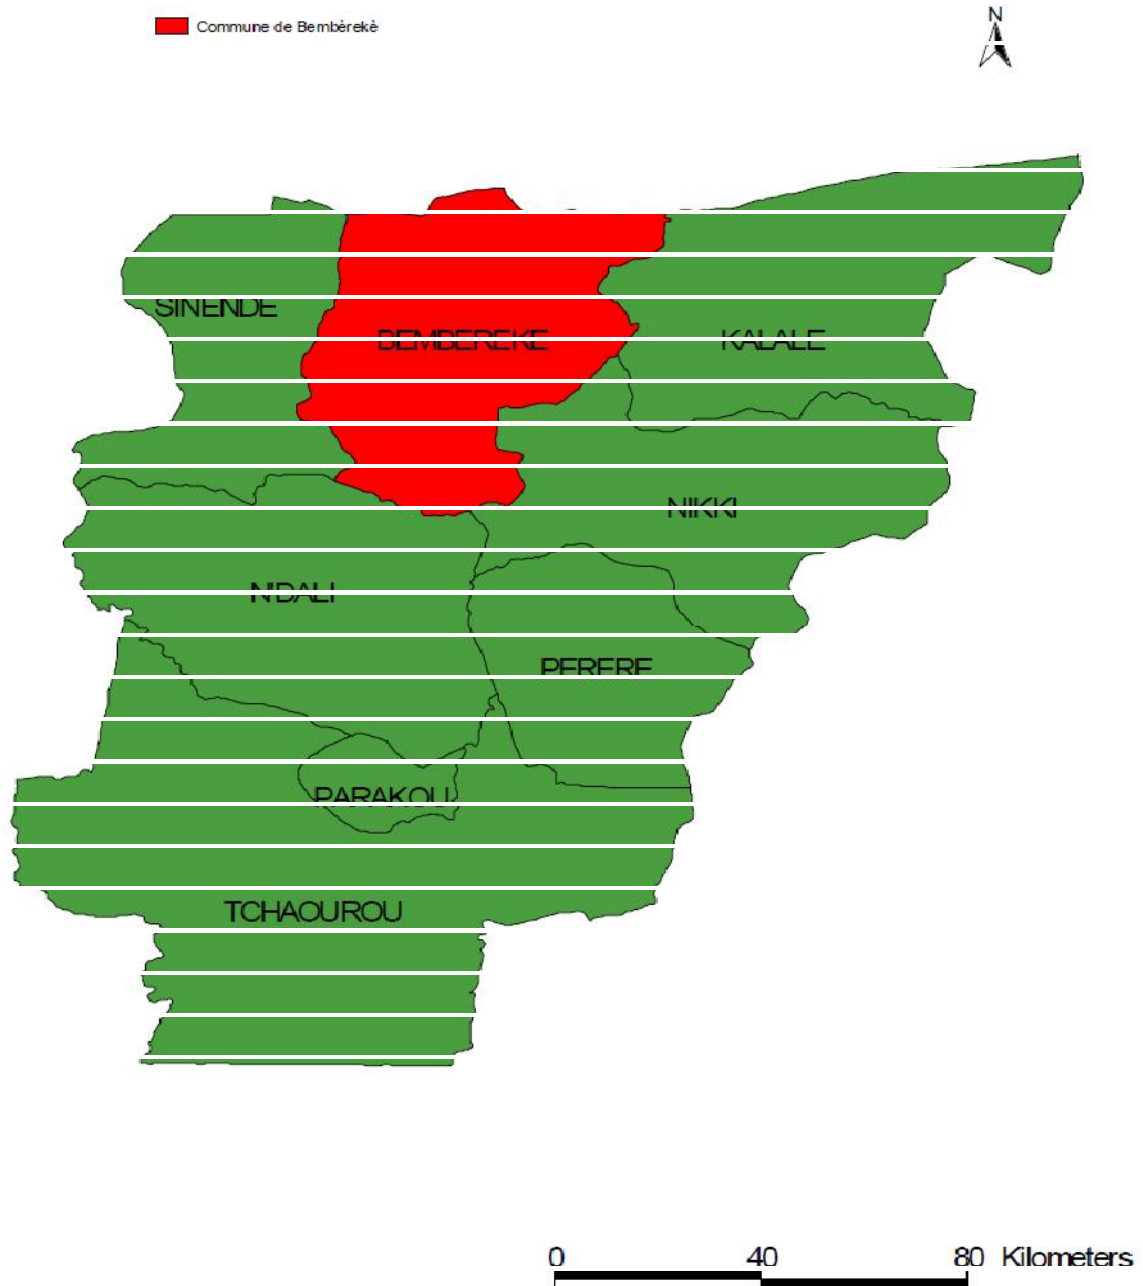 N
Commune de Bembèrekè
SINENDE
BEMBEREKE
KALALE
NIKKI
N'DALI
PERERE
PARAKOU
TCHAOUROU
0 40 80 Kilometers